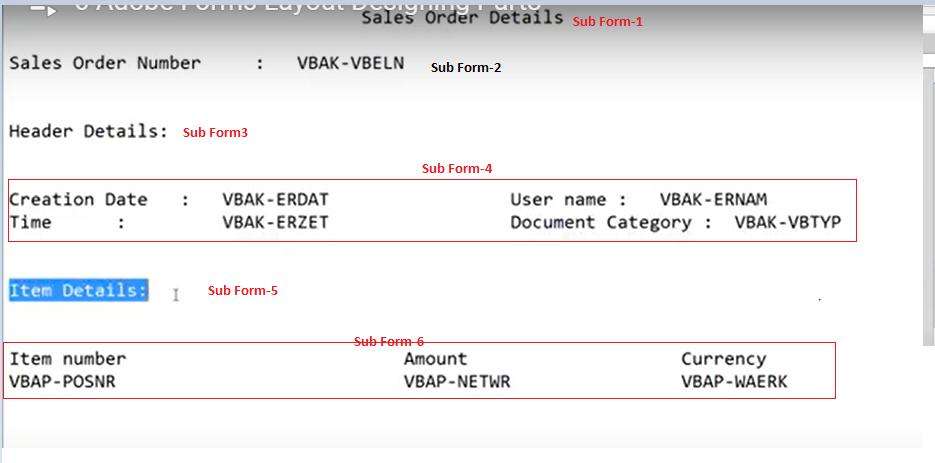 6 Adobe Forms Layout Designing Part6
Sales Order Details Sub Form-1
Sales Order Number : VBAK-VBELN Sub Form-2
Header Details: Sub Form3
Sub Form-4
Creation Date : VBAK-ERDAT User name : VBAK-ERNAM
Time : VBAK-ERZET Document Category : VBAK-VBTYP
Item Details: Sub Form-5
Sub Form-6
Item number Amount Currency
VBAP-POSNR VBAP-NETWR VBAP-WAERK